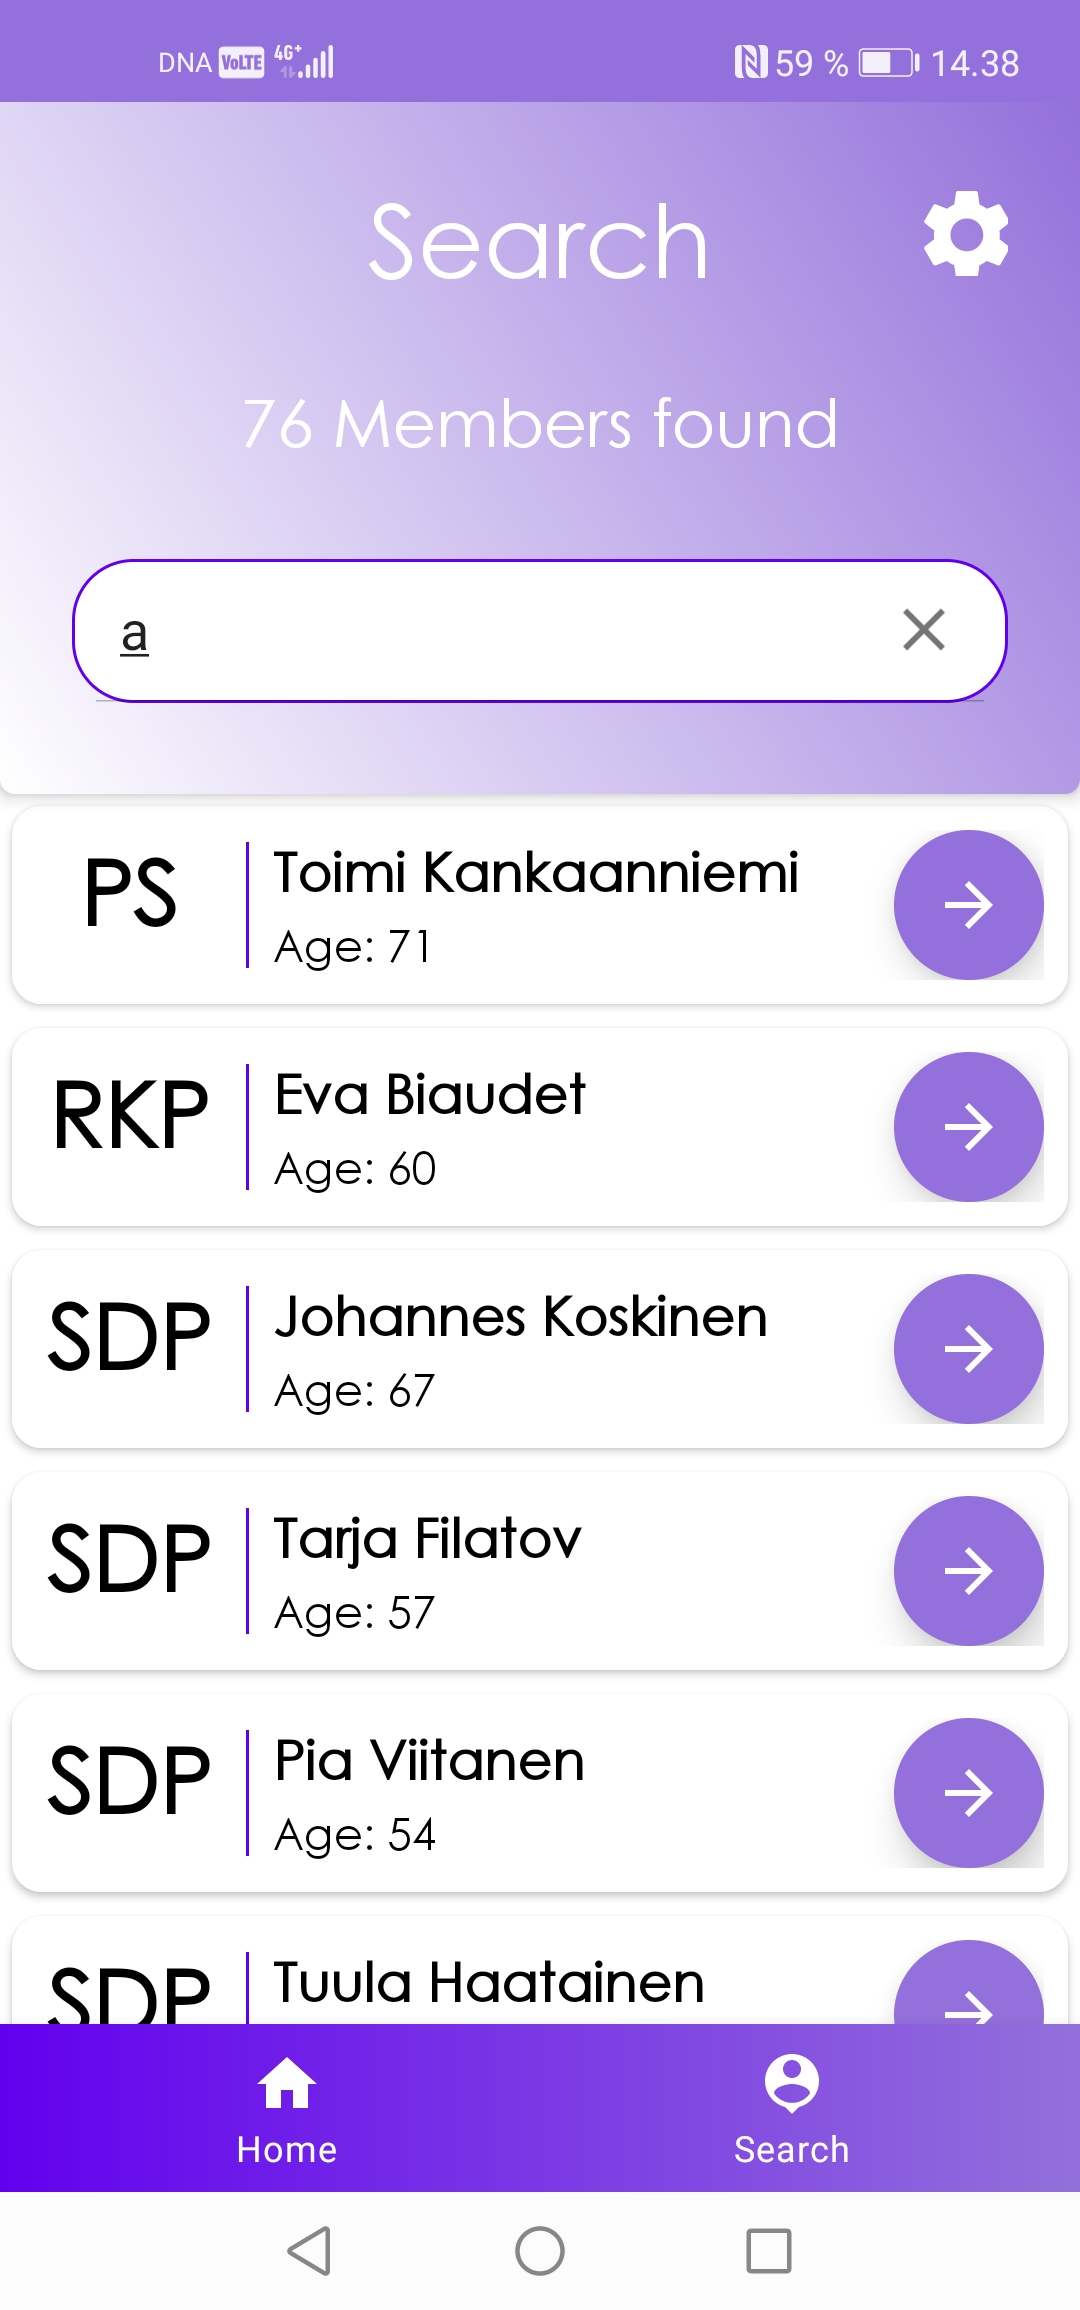 DNA VoLTE 4G+ 59 % 14.38
Search
76 Members found
a
PS
Toimi Kankaanniemi
Age: 71
RKP
Eva Biaudet
Age: 60
SDP
Johannes Koskinen
Age: 67
SDP
Tarja Filatov
Age: 57
SDP
Pia Viitanen
Age: 54
SDP
Tuula Haatainen
Home
Search